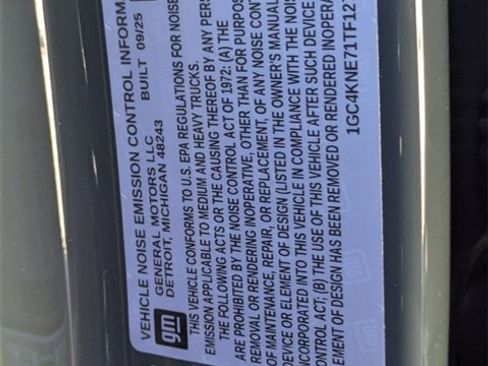 VEHICLE NOISE EMISSION CONTROL INFORM
gm
GENERAL MOTORS LLC BUILT 09/25
DETROIT, MICHIGAN 48243
THIS VEHICLE CONFORMS TO U.S. EPA REGULATIONS FOR NOISE
EMISSION APPLICABLE TO MEDIUM AND HEAVY TRUCKS.
THE FOLLOWING ACTS OR THE CAUSING THEREOF BY ANY PERS
ARE PROHIBITED BY THE NOISE CONTROL ACT OF 1972: (A) THE
REMOVAL OR RENDERING INOPERATIVE, OTHER THAN FOR PURPOS
OF MAINTENANCE, REPAIR, OR REPLACEMENT, OF ANY NOISE CONT
DEVICE OR ELEMENT OF DESIGN (LISTED IN THE OWNER'S MANUAL
INCORPORATED INTO THIS VEHICLE IN COMPLIANCE WITH THE NOIS
CONTROL ACT; (B) THE USE OF THIS VEHICLE AFTER SUCH DEVICE
EMENT OF DESIGN HAS BEEN REMOVED OR RENDERED INOPERA
1GC4KNE71TF127